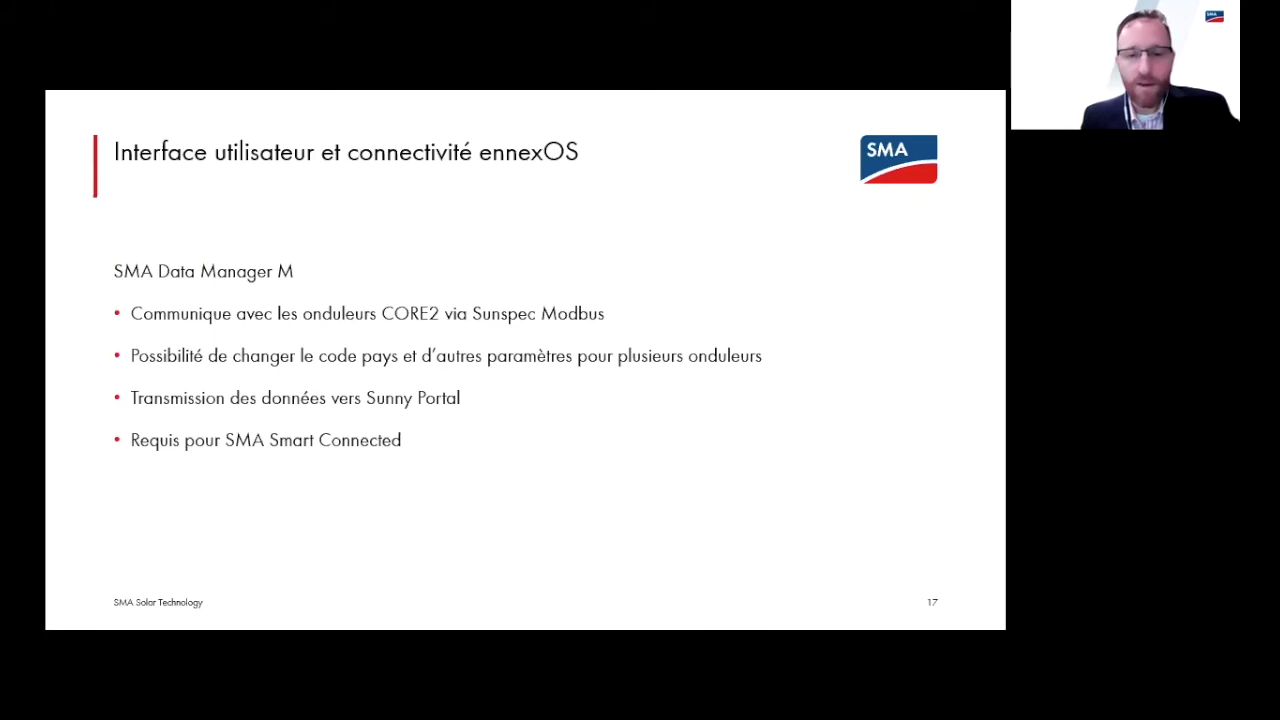 SMA
Interface utilisateur et connectivité ennexOS
SMA
SMA Data Manager M
• Communique avec les onduleurs CORE2 via Sunspec Modbus
• Possibilité de changer le code pays et d’autres paramètres pour plusieurs onduleurs
• Transmission des données vers Sunny Portal
• Requis pour SMA Smart Connected
SMA Solar Technology
17